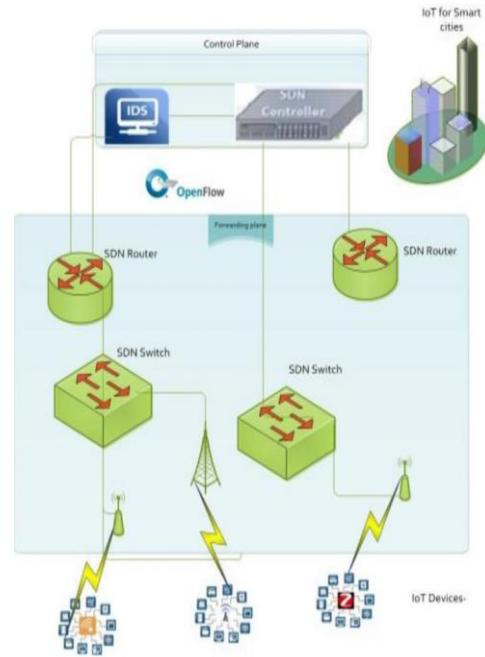 IoT for Smart
cities
Control Plane
IDS
SDN
Controller
OpenFlow
Forwarding plane
SDN Router
SDN Router
SDN Switch
SDN Switch
Z
IoT Devices-